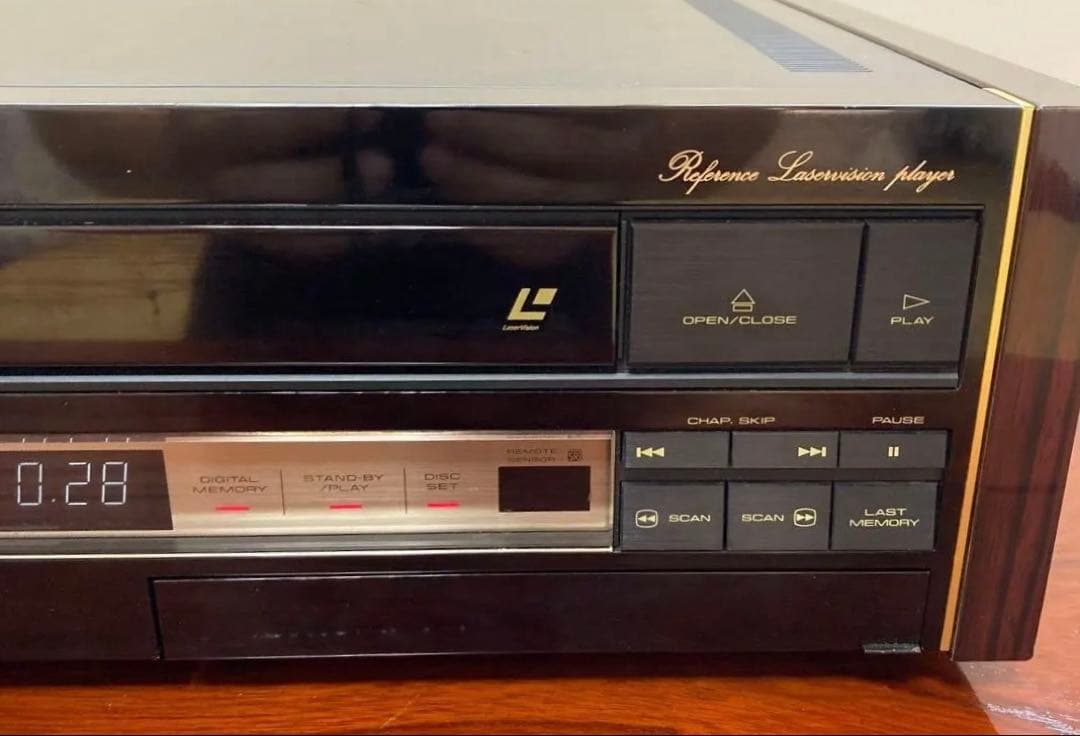 Reference Laservision player
LaserVision
OPEN/CLOSE
PLAY
CHAP. SKIP
PAUSE
0.28
DIGITAL
MEMORY
STAND-BY
/PLAY
DISC
SET
REMOTE
SENSOR
SCAN
SCAN
LAST
MEMORY